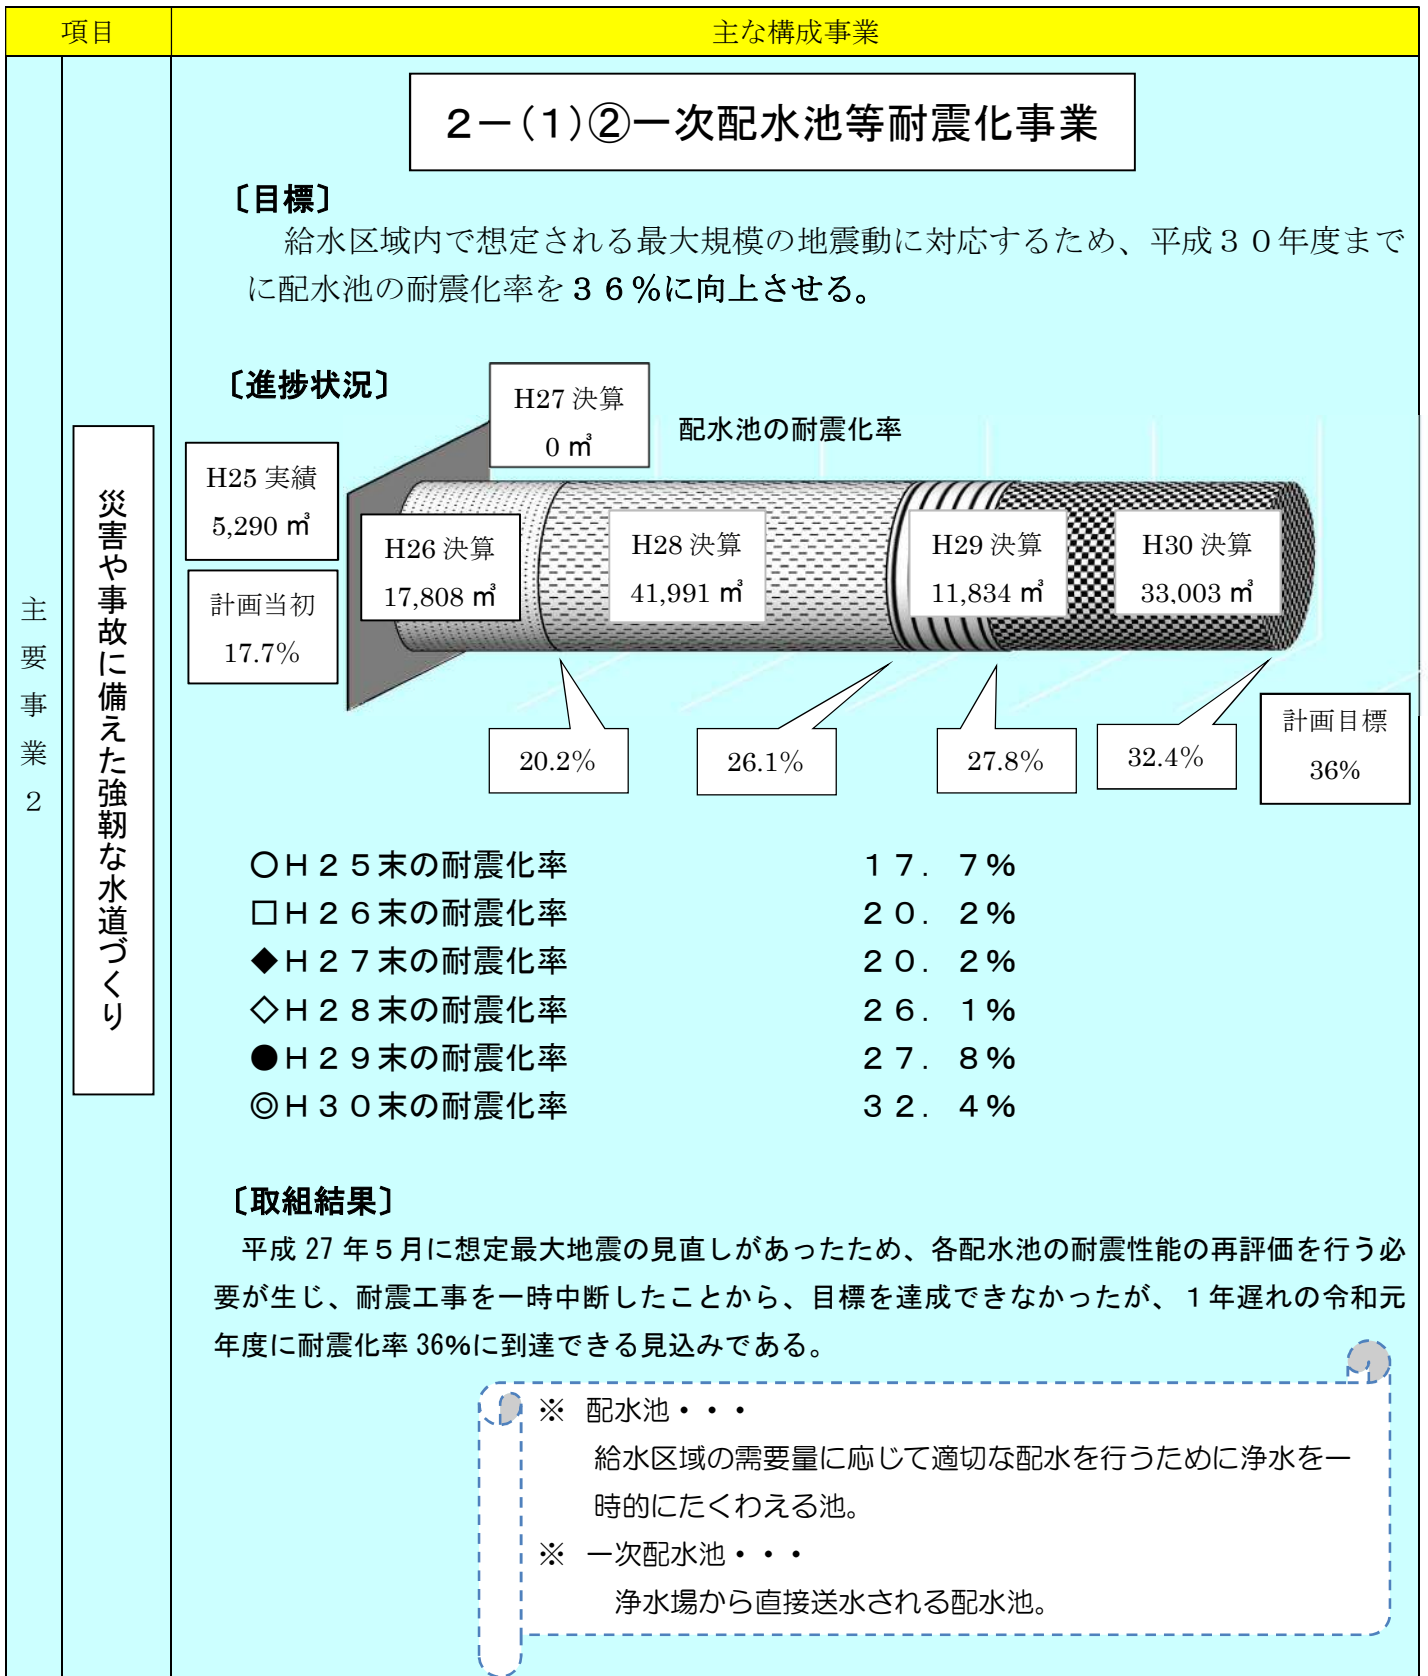 項目
主な構成事業
主要事業２
災害や事故に備えた強靭な水道づくり
２－(１)②一次配水池等耐震化事業
〔目標〕
給水区域内で想定される最大規模の地震動に対応するため、平成３０年度まで
に配水池の耐震化率を３６％に向上させる。
〔進捗状況〕
配水池の耐震化率
H27 決算
0 ㎥
H25 実績
5,290 ㎥
計画当初
17.7%
H26 決算
17,808 ㎥
H28 決算
41,991 ㎥
H29 決算
11,834 ㎥
H30 決算
33,003 ㎥
20.2%
26.1%
27.8%
32.4%
計画目標
36%
○Ｈ２５末の耐震化率　１７．７％
□Ｈ２６末の耐震化率　２０．２％
◆Ｈ２７末の耐震化率　２０．２％
◇Ｈ２８末の耐震化率　２６．１％
●Ｈ２９末の耐震化率　２７．８％
◎Ｈ３０末の耐震化率　３２．４％
〔取組結果〕
平成 27 年５月に想定最大地震の見直しがあったため、各配水池の耐震性能の再評価を行う必
要が生じ、耐震工事を一時中断したことから、目標を達成できなかったが、１年遅れの令和元
年度に耐震化率 36%に到達できる見込みである。
※　配水池・・・
給水区域の需要量に応じて適切な配水を行うために浄水を一
時的にたくわえる池。
※　一次配水池・・・
浄水場から直接送水される配水池。